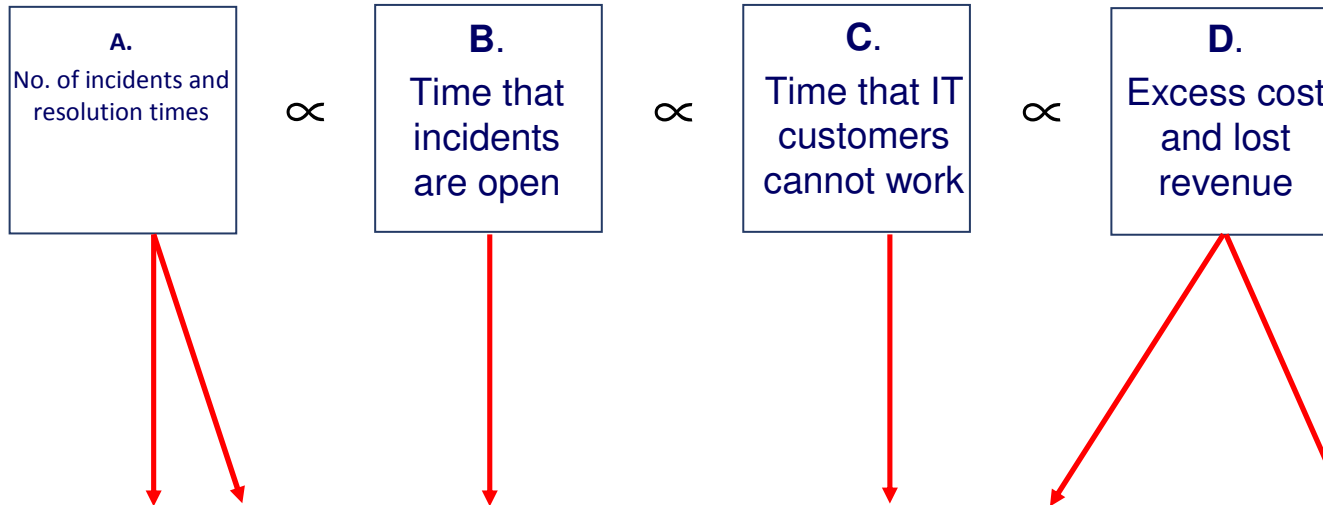 A.
No. of incidents and
resolution times
∝
B.
Time that
incidents
are open
∝
C.
Time that IT
customers
cannot work
∝
D.
Excess cost
and lost
revenue